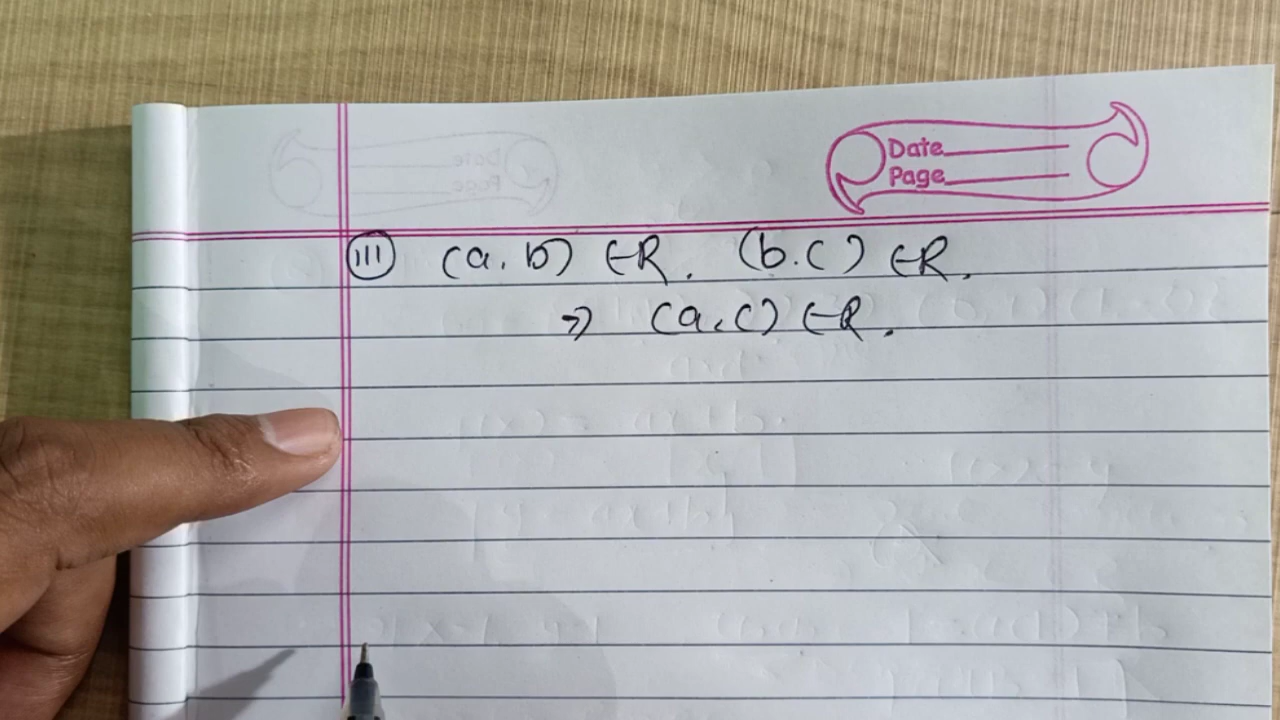 Date
Page
(iii) (a, b) ∈ R. (b.c) ∈ R.
⇒ (a,c) ∈ R.